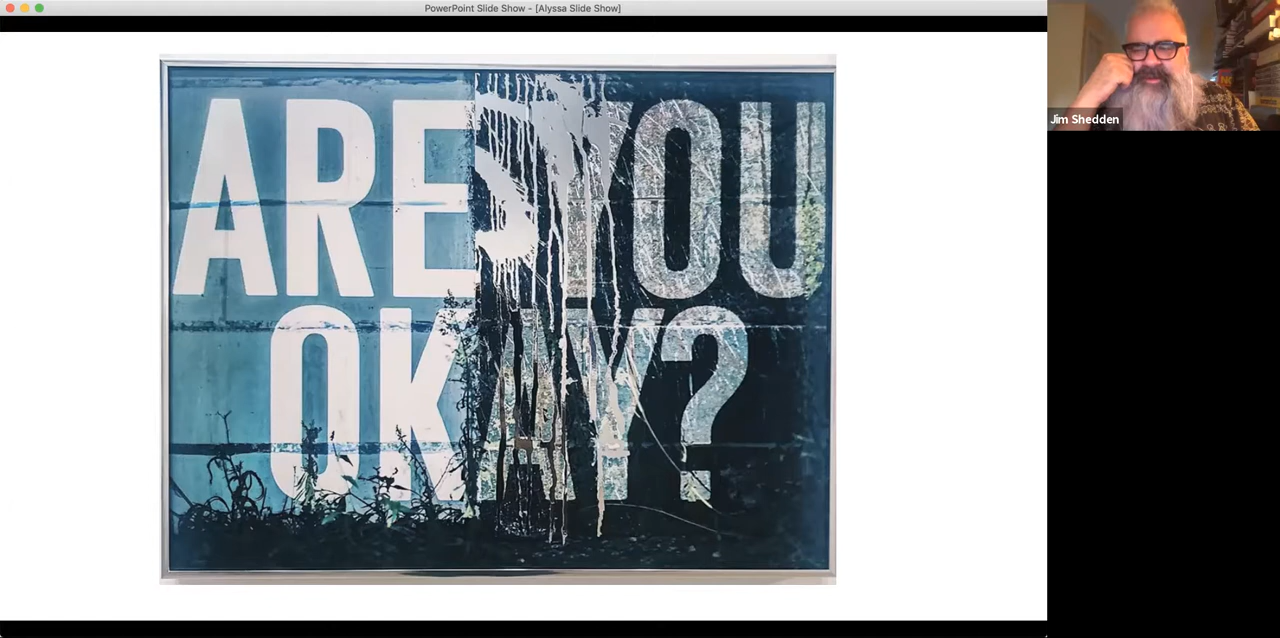 PowerPoint Slide Show - [Alyssa Slide Show]
ARE YOU
OKAY?
Jim Shedden